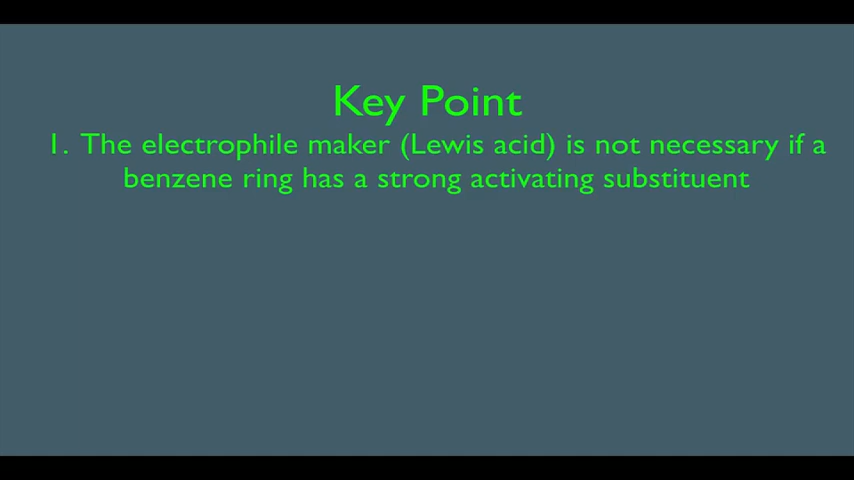 Key Point
1. The electrophile maker (Lewis acid) is not necessary if a
benzene ring has a strong activating substituent